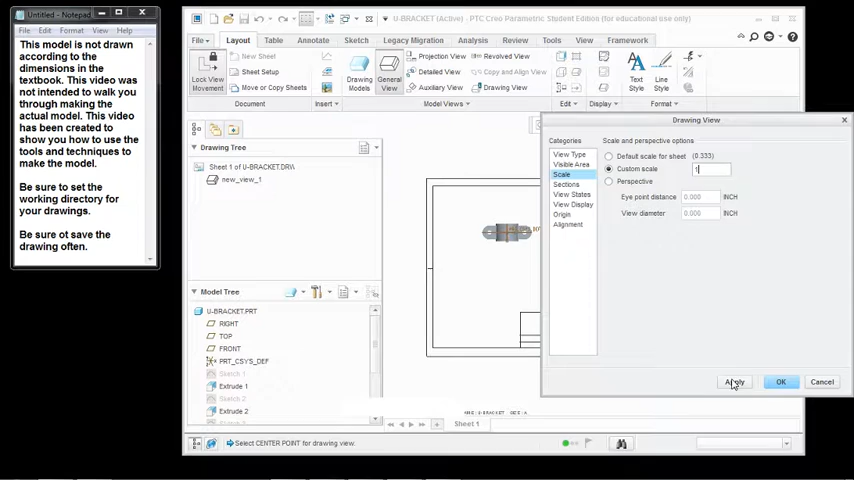 Untitled - Notepad
File Edit Format View Help
This model is not drawn
according to the
dimensions in the
textbook. This video was
not intended to walk you
through making the
actual model. This video
has been created to
show you how to use the
tools and techniques to
make the model.
Be sure to set the
working directory for
your drawings.
Be sure ot save the
drawing often.
U-BRACKET (Active) - PTC Creo Parametric Student Edition (for educational use only)
File Layout Table Annotate Sketch Legacy Migration Analysis Review Tools View Framework
Lock View
Movement
New Sheet
Sheet Setup
Move or Copy Sheets
Document
Insert
Drawing
Models
General
View
Projection View
Detailed View
Auxiliary View
Revolved View
Copy and Align View
Drawing View
Model Views
Edit
Display
Text
Style
Line
Style
Format
Drawing Tree
Sheet 1 of U-BRACKET.DRW
new_view_1
Model Tree
U-BRACKET.PRT
RIGHT
TOP
FRONT
PRT_CSYS_DEF
Sketch 1
Extrude 1
Sketch 2
Extrude 2
Drawing View
Categories
View Type
Visible Area
Scale
Sections
View States
View Display
Origin
Alignment
Scale and perspective options
Default scale for sheet (0.333)
Custom scale 1
Perspective
Eye point distance 0.000 INCH
View diameter 0.000 INCH
Apply OK Cancel
Sheet 1
Select CENTER POINT for drawing view.